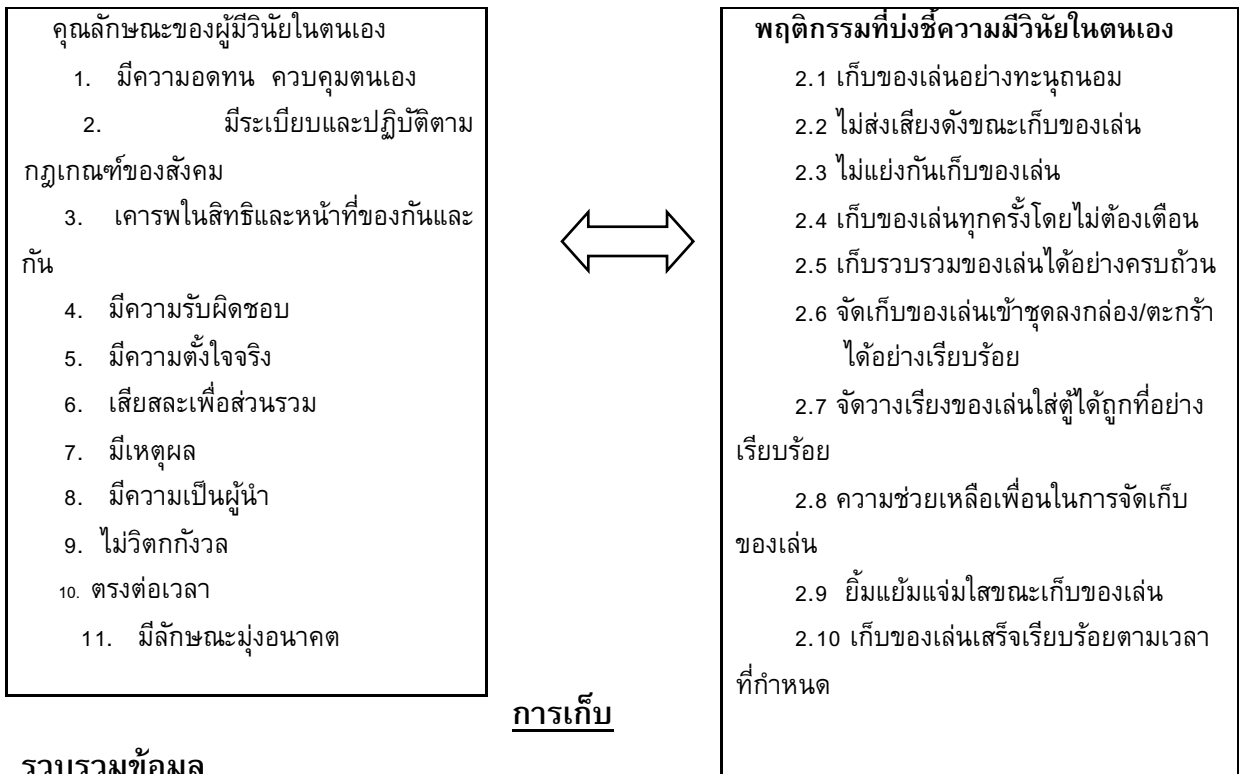 คุณลักษณะของผู้มีวินัยในตนเอง
1. มีความอดทน ควบคุมตนเอง
2. มีระเบียบและปฏิบัติตาม
กฎเกณฑ์ของสังคม
3. เคารพในสิทธิและหน้าที่ของกันและ
กัน
4. มีความรับผิดชอบ
5. มีความตั้งใจจริง
6. เสียสละเพื่อส่วนรวม
7. มีเหตุผล
8. มีความเป็นผู้นำ
9. ไม่วิตกกังวล
10. ตรงต่อเวลา
11. มีลักษณะมุ่งอนาคต
พฤติกรรมที่บ่งชี้ความมีวินัยในตนเอง
2.1 เก็บของเล่นอย่างทะนุถนอม
2.2 ไม่ส่งเสียงดังขณะเก็บของเล่น
2.3 ไม่แย่งกันเก็บของเล่น
2.4 เก็บของเล่นทุกครั้งโดยไม่ต้องเตือน
2.5 เก็บรวบรวมของเล่นได้อย่างครบถ้วน
2.6 จัดเก็บของเล่นเข้าชุดลงกล่อง/ตะกร้า
ได้อย่างเรียบร้อย
2.7 จัดวางเรียงของเล่นใส่ตู้ได้ถูกที่อย่าง
เรียบร้อย
2.8 ความช่วยเหลือเพื่อนในการจัดเก็บ
ของเล่น
2.9 ยิ้มแย้มแจ่มใสขณะเก็บของเล่น
2.10 เก็บของเล่นเสร็จเรียบร้อยตามเวลา
ที่กำหนด
การเก็บ
รวบรวมข้อมูล